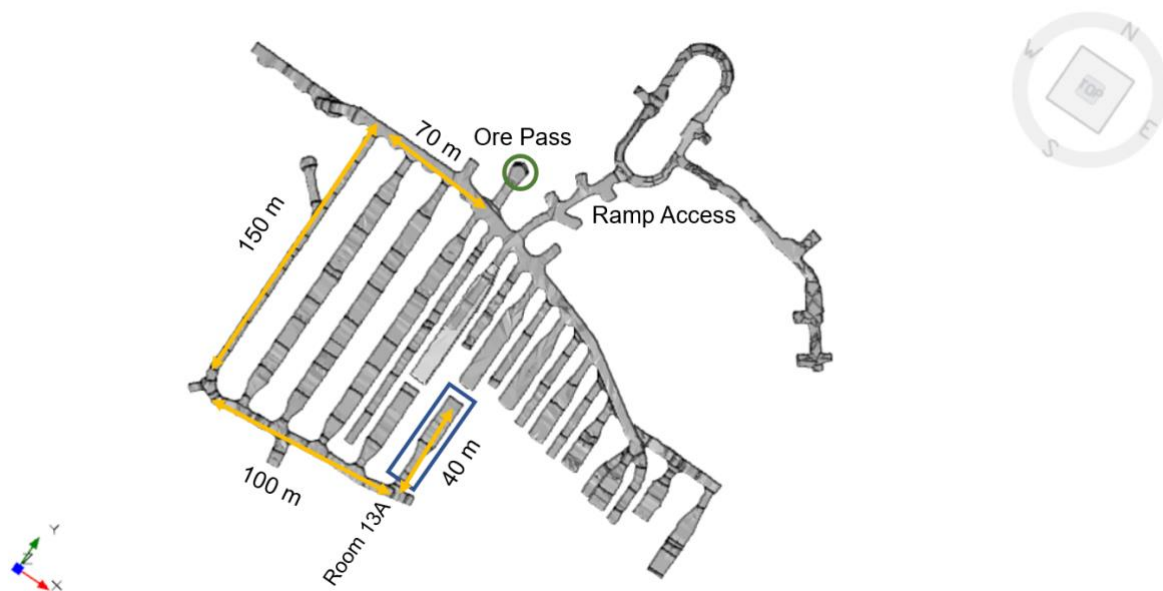 N
W
TOP
E
S
70 m
Ore Pass
150 m
Ramp Access
100 m
40 m
Room 13A
Y
Z
X